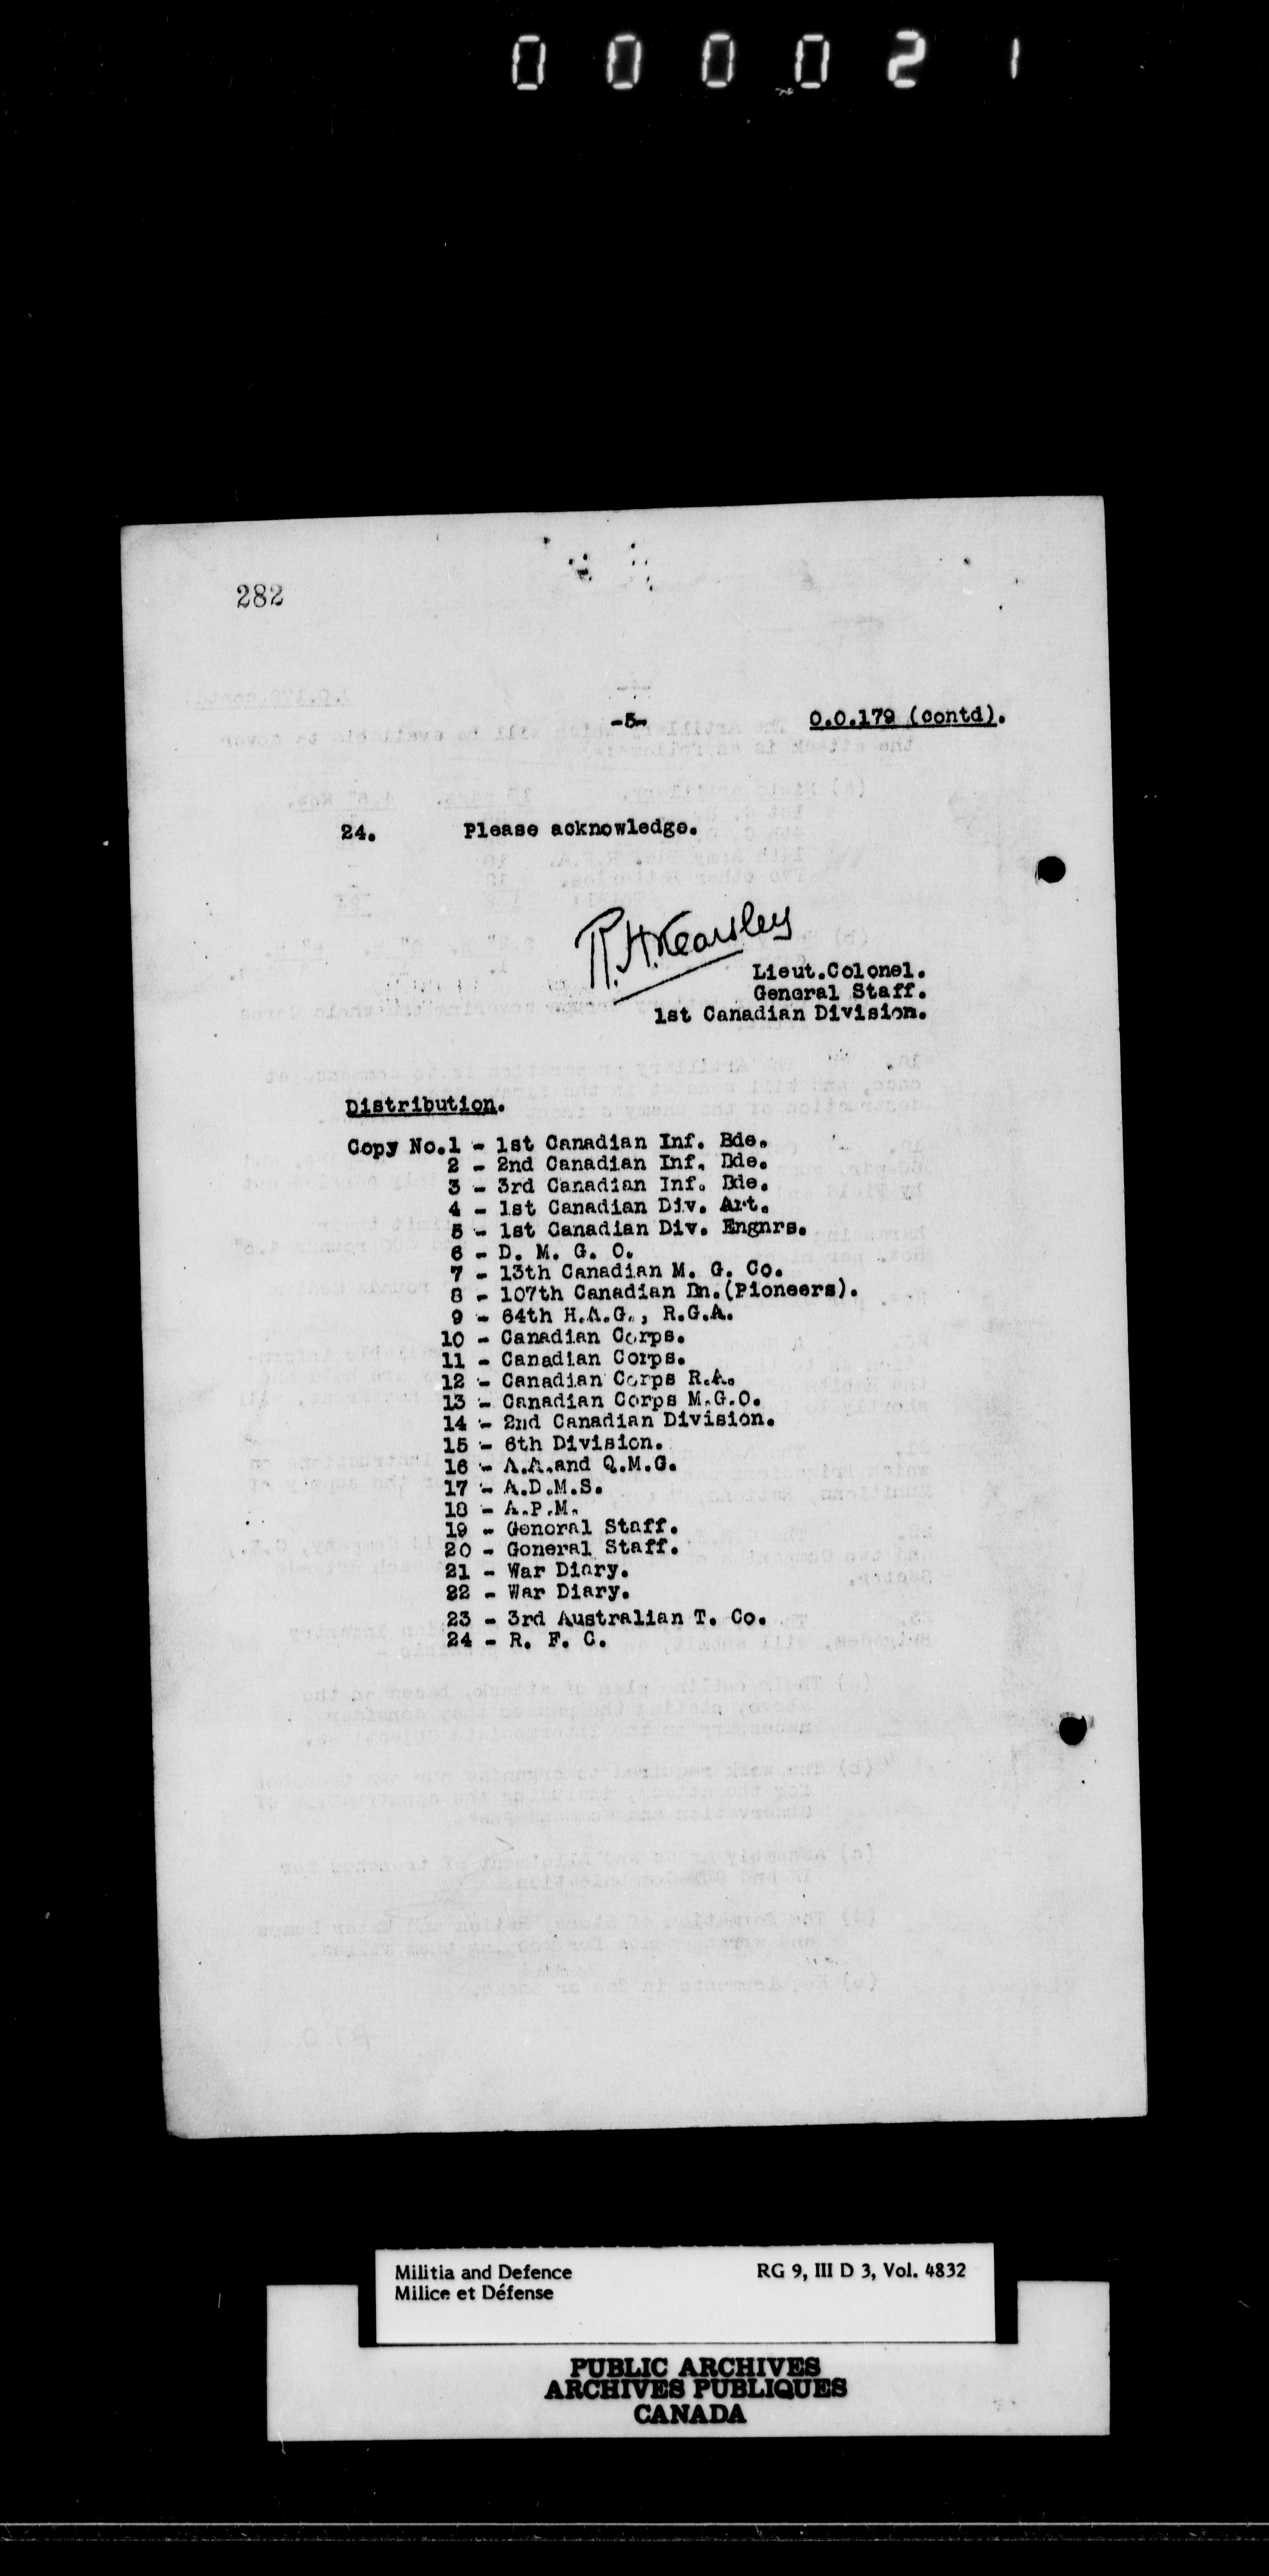 000021
282
-5-
O.O.179 (contd).
24. Please acknowledge.
R.H.Kearsley
Lieut.Colonel.
General Staff.
1st Canadian Division.
Distribution.
Copy No.1 - 1st Canadian Inf. Bde.
2 - 2nd Canadian Inf. Bde.
3 - 3rd Canadian Inf. Bde.
4 - 1st Canadian Div. Art.
5 - 1st Canadian Div. Engnrs.
6 - D. M. G. O.
7 - 13th Canadian M. G. Co.
8 - 107th Canadian Bn.(Pioneers).
9 - 64th H.A.G., R.G.A.
10 - Canadian Corps.
11 - Canadian Corps.
12 - Canadian Corps R.A.
13 - Canadian Corps M.G.O.
14 - 2nd Canadian Division.
15 - 6th Division.
16 - A.A.and Q.M.G.
17 - A.D.M.S.
18 - A.P.M.
19 - General Staff.
20 - General Staff.
21 - War Diary.
22 - War Diary.
23 - 3rd Australian T. Co.
24 - R. F. C.
Militia and Defence
Milice et Défense
RG 9, III D 3, Vol. 4832
PUBLIC ARCHIVES
ARCHIVES PUBLIQUES
CANADA